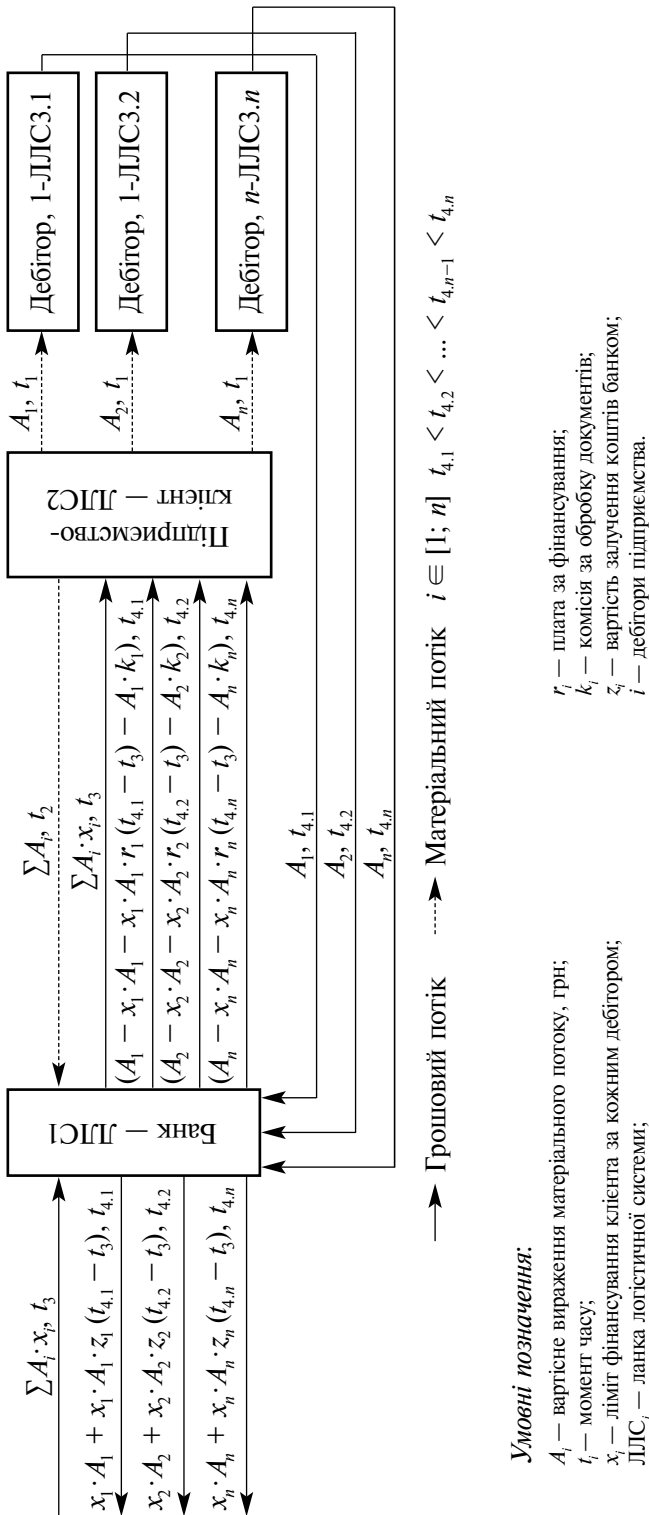 ΣAᵢ·xᵢ, t₃
x₁·A₁ + x₁·A₁·z₁ (t₄.₁ − t₃), t₄.₁
x₂·A₂ + x₂·A₂·z₂ (t₄.₂ − t₃), t₄.₂
xₙ·Aₙ + xₙ·Aₙ·zₙ (t₄.ₙ − t₃), t₄.ₙ
Банк — ЛЛС1
ΣAᵢ, t₂
ΣAᵢ·xᵢ, t₃
(A₁ − x₁·A₁ − x₁·A₁·r₁ (t₄.₁ − t₃) − A₁·k₁), t₄.₁
(A₂ − x₂·A₂ − x₂·A₂·r₂ (t₄.₂ − t₃) − A₂·k₂), t₄.₂
(Aₙ − xₙ·Aₙ − xₙ·Aₙ·rₙ (t₄.ₙ − t₃) − Aₙ·kₙ), t₄.ₙ
Підприємство-
клієнт — ЛЛС2
A₁, t₁
A₂, t₁
Aₙ, t₁
Дебітор, 1-ЛЛС3.1
Дебітор, 1-ЛЛС3.2
Дебітор, n-ЛЛС3.n
A₁, t₄.₁
A₂, t₄.₂
Aₙ, t₄.ₙ
Грошовий потік Матеріальний потік i ∈ [1; n] t₄.₁ < t₄.₂ < ... < t₄.ₙ₋₁ < t₄.ₙ
Умовні позначення:
Aᵢ — вартісне вираження матеріального потоку, грн;
tᵢ — момент часу;
xᵢ — ліміт фінансування клієнта за кожним дебітором;
ЛЛСᵢ — ланка логістичної системи;
rᵢ — плата за фінансування;
kᵢ — комісія за обробку документів;
zᵢ — вартість залучення коштів банком;
i — дебітори підприємства.